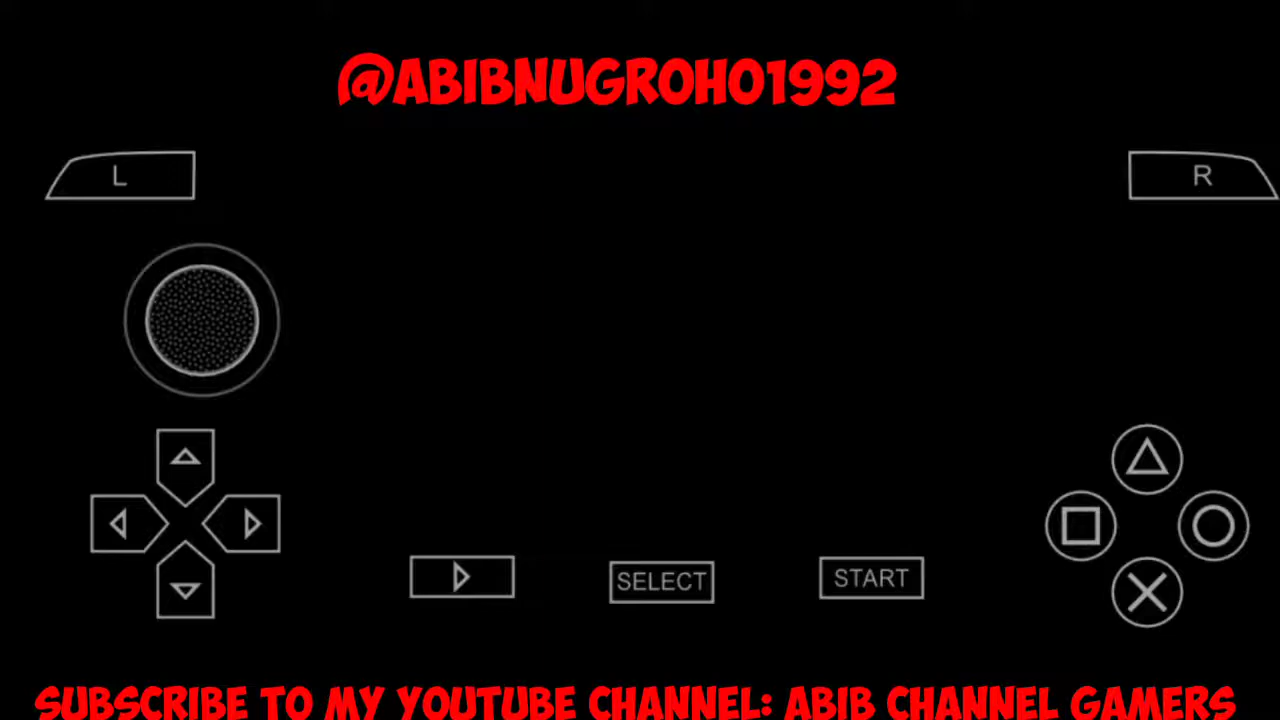 @ABIBNUGROHO1992
L
R
SELECT
START
SUBSCRIBE TO MY YOUTUBE CHANNEL: ABIB CHANNEL GAMERS